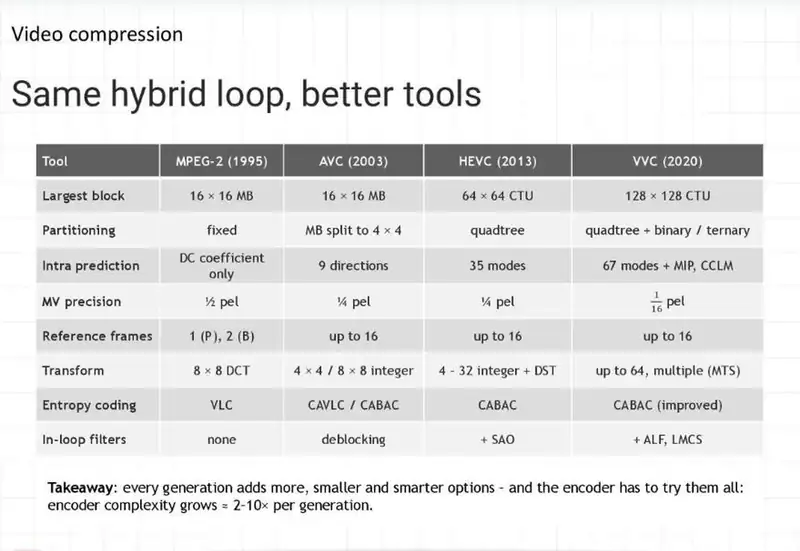 Video compression
Same hybrid loop, better tools
Tool MPEG-2 (1995) AVC (2003) HEVC (2013) VVC (2020)
Largest block 16 × 16 MB 16 × 16 MB 64 × 64 CTU 128 × 128 CTU
Partitioning fixed MB split to 4 × 4 quadtree quadtree + binary / ternary
Intra prediction DC coefficient only 9 directions 35 modes 67 modes + MIP, CCLM
MV precision ½ pel ¼ pel ¼ pel 1/16 pel
Reference frames 1 (P), 2 (B) up to 16 up to 16 up to 16
Transform 8 × 8 DCT 4 × 4 / 8 × 8 integer 4 – 32 integer + DST up to 64, multiple (MTS)
Entropy coding VLC CAVLC / CABAC CABAC CABAC (improved)
In-loop filters none deblocking + SAO + ALF, LMCS
Takeaway: every generation adds more, smaller and smarter options – and the encoder has to try them all:
encoder complexity grows ≈ 2–10× per generation.